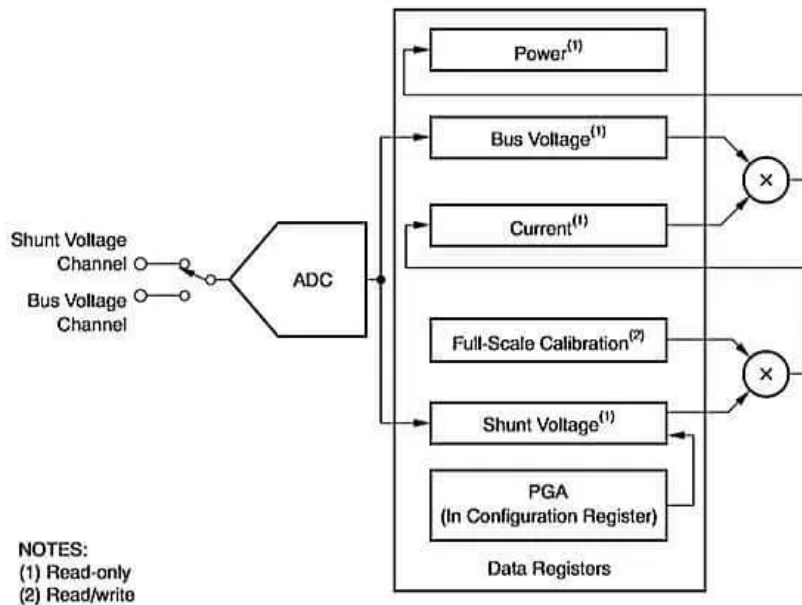 Power(1)
Bus Voltage(1)
×
Current(1)
Shunt Voltage
Channel
ADC
Bus Voltage
Channel
Full-Scale Calibration(2)
×
Shunt Voltage(1)
PGA
(In Configuration Register)
Data Registers
NOTES:
(1) Read-only
(2) Read/write